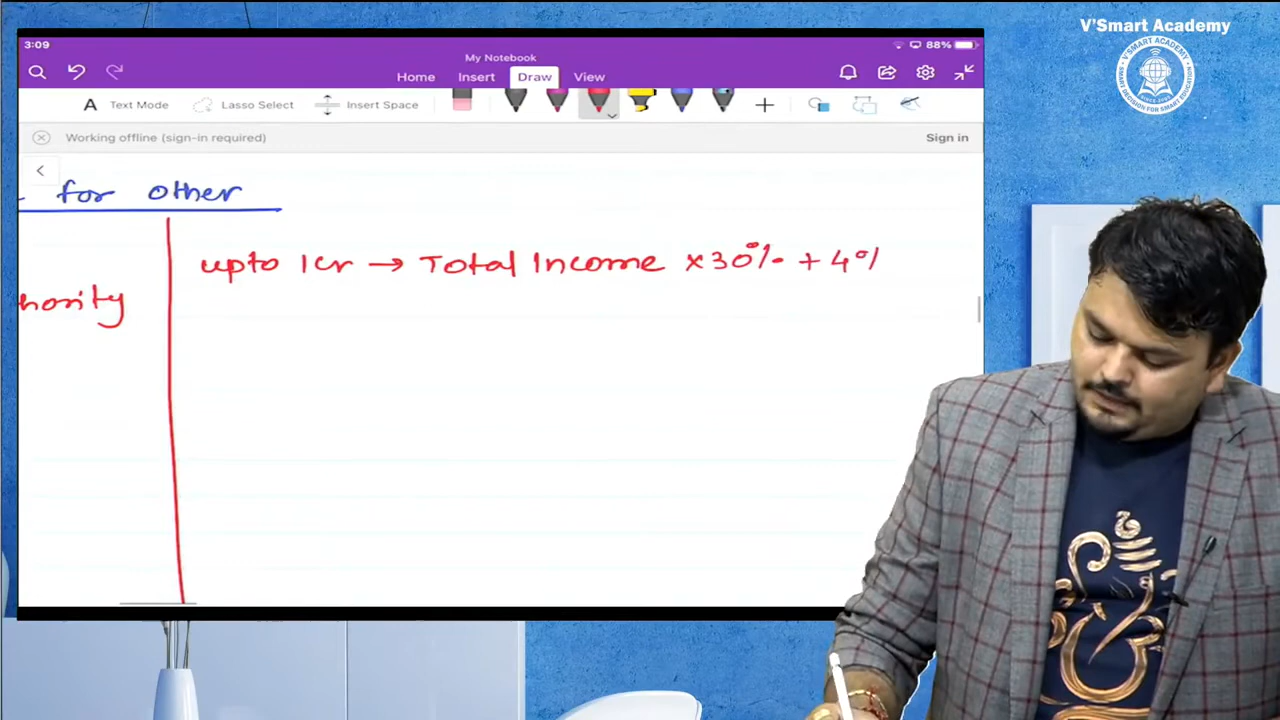 V'Smart Academy
3:09
88%
My Notebook
Home Insert Draw View
A Text Mode Lasso Select Insert Space
Working offline (sign-in required) Sign in
for other
upto 1cr → Total Income ×30% + 4%
hority